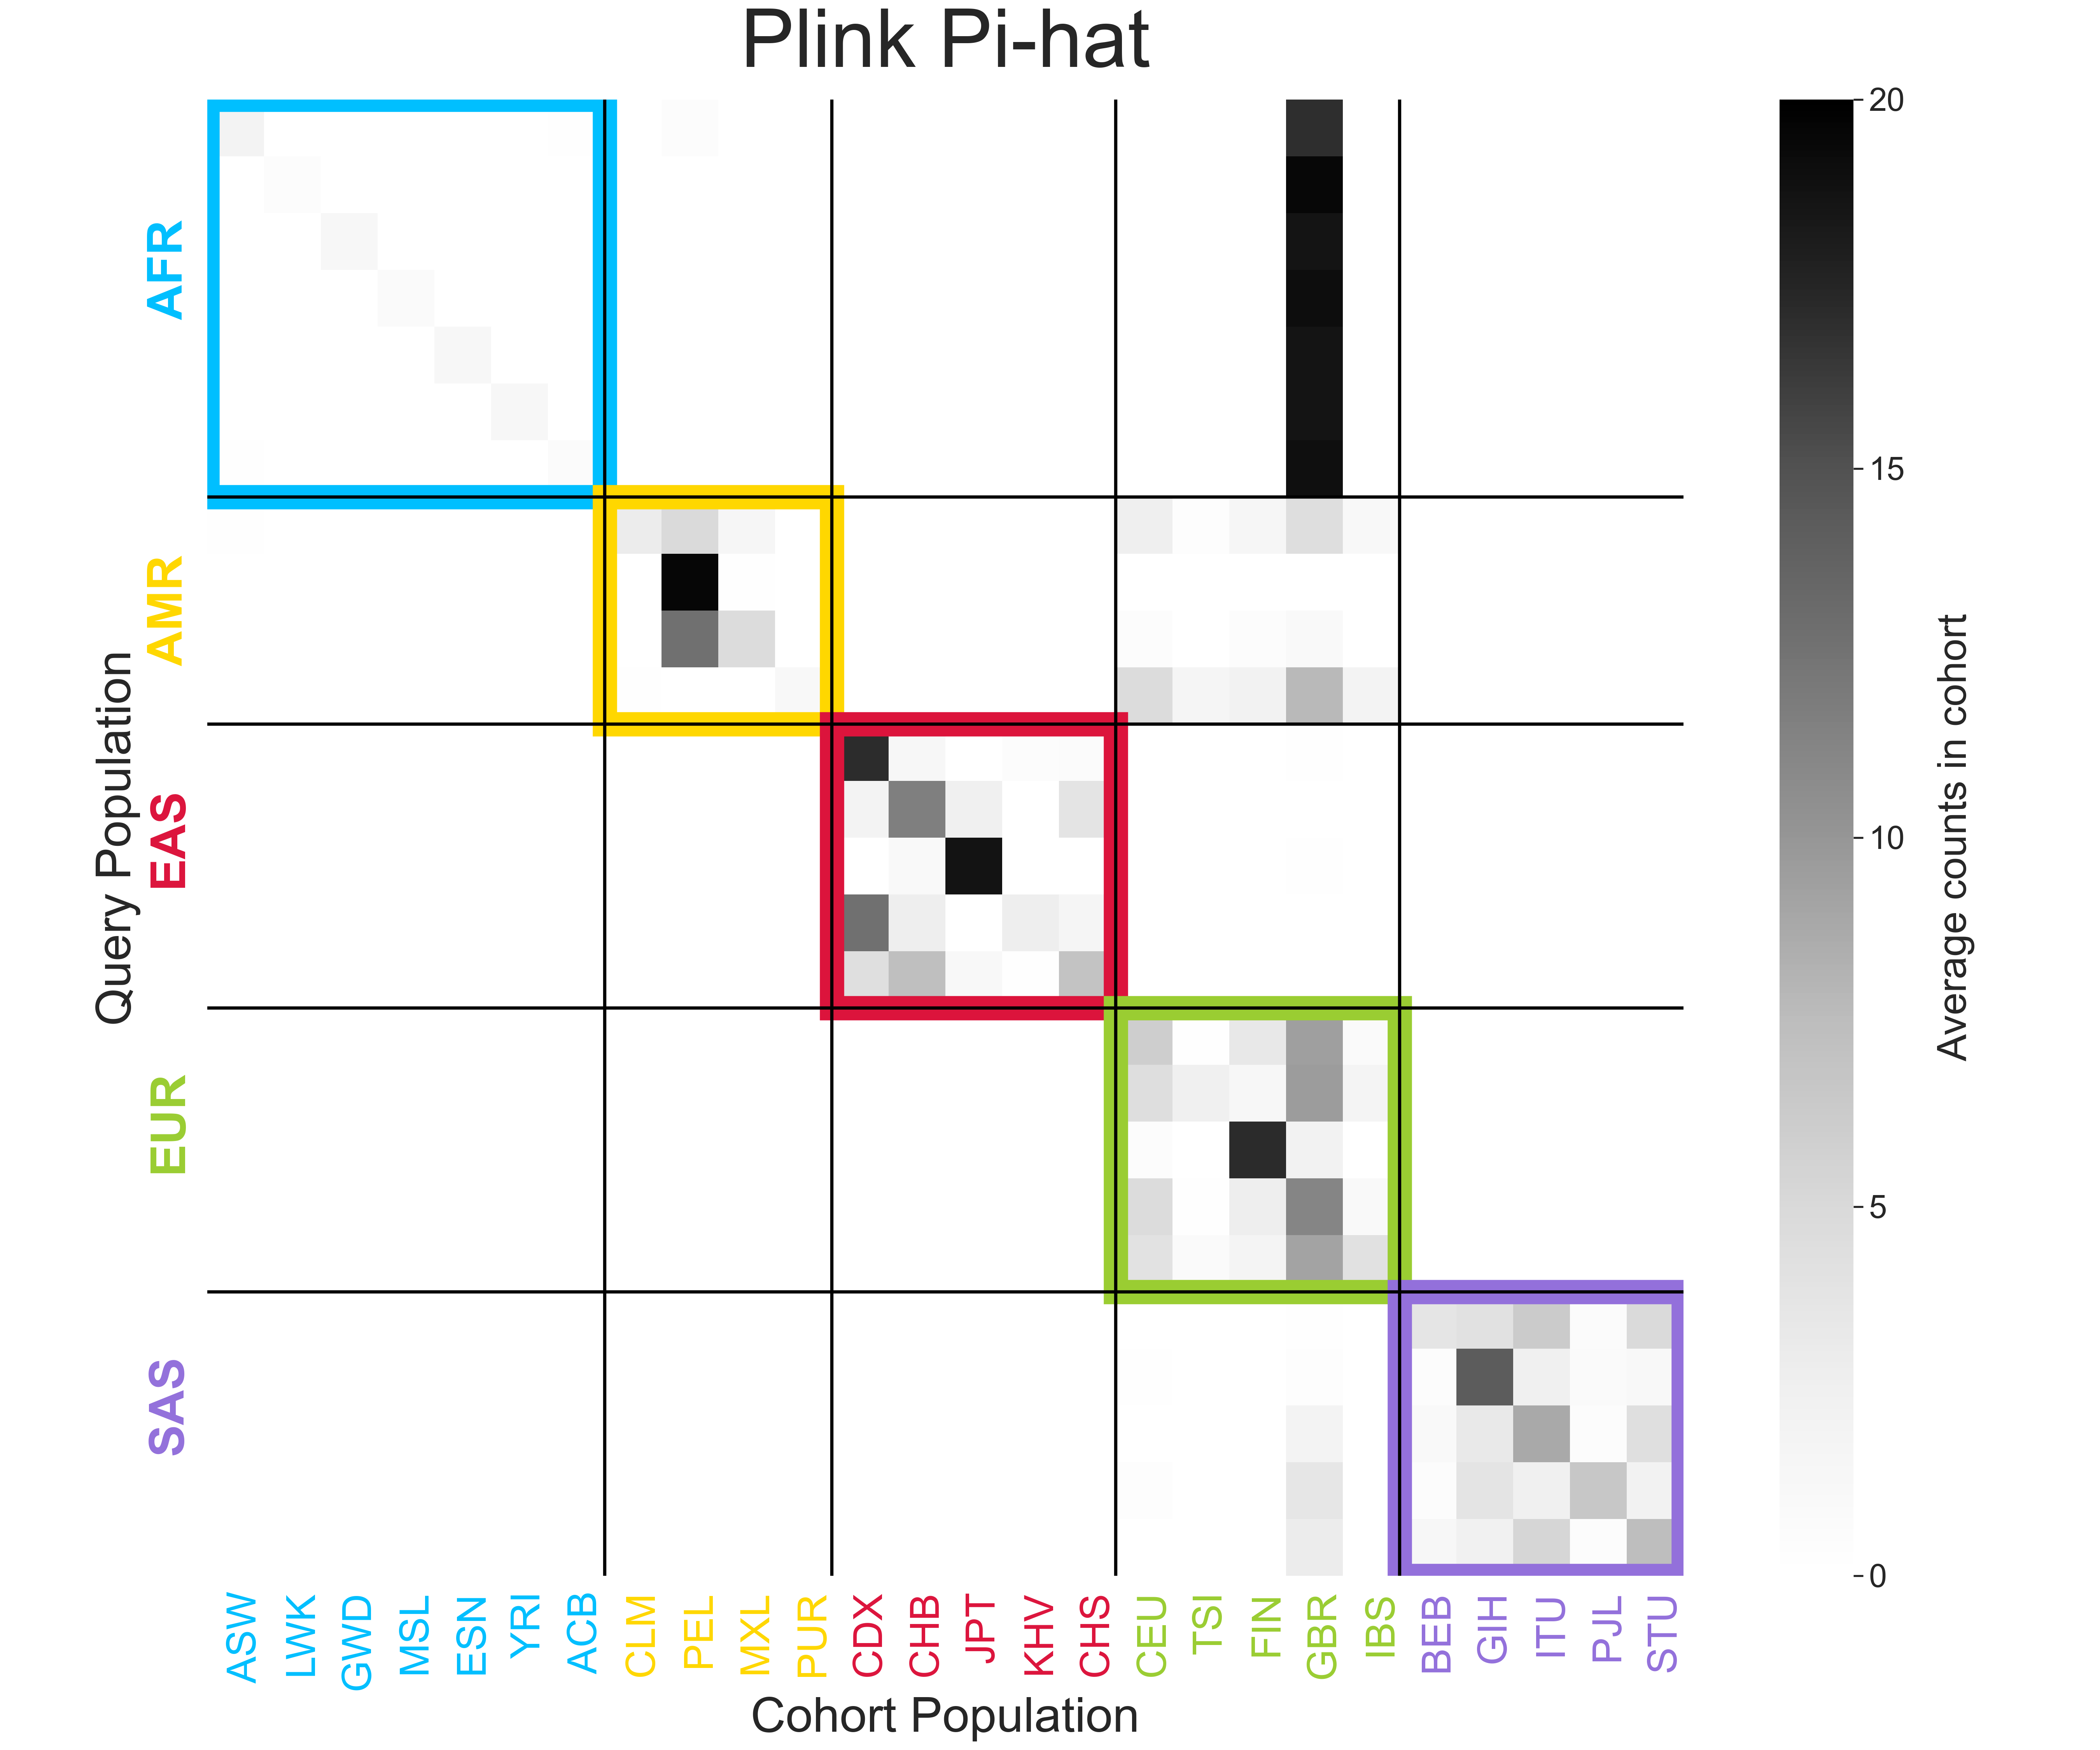 Plink Pi-hat
Query Population
AFR
AMR
EAS
EUR
SAS
ASW
LWK
GWD
MSL
ESN
YRI
ACB
CLM
PEL
MXL
PUR
CDX
CHB
JPT
KHV
CHS
CEU
TSI
FIN
GBR
IBS
BEB
GIH
ITU
PJL
STU
Cohort Population
20
15
10
5
0
Average counts in cohort